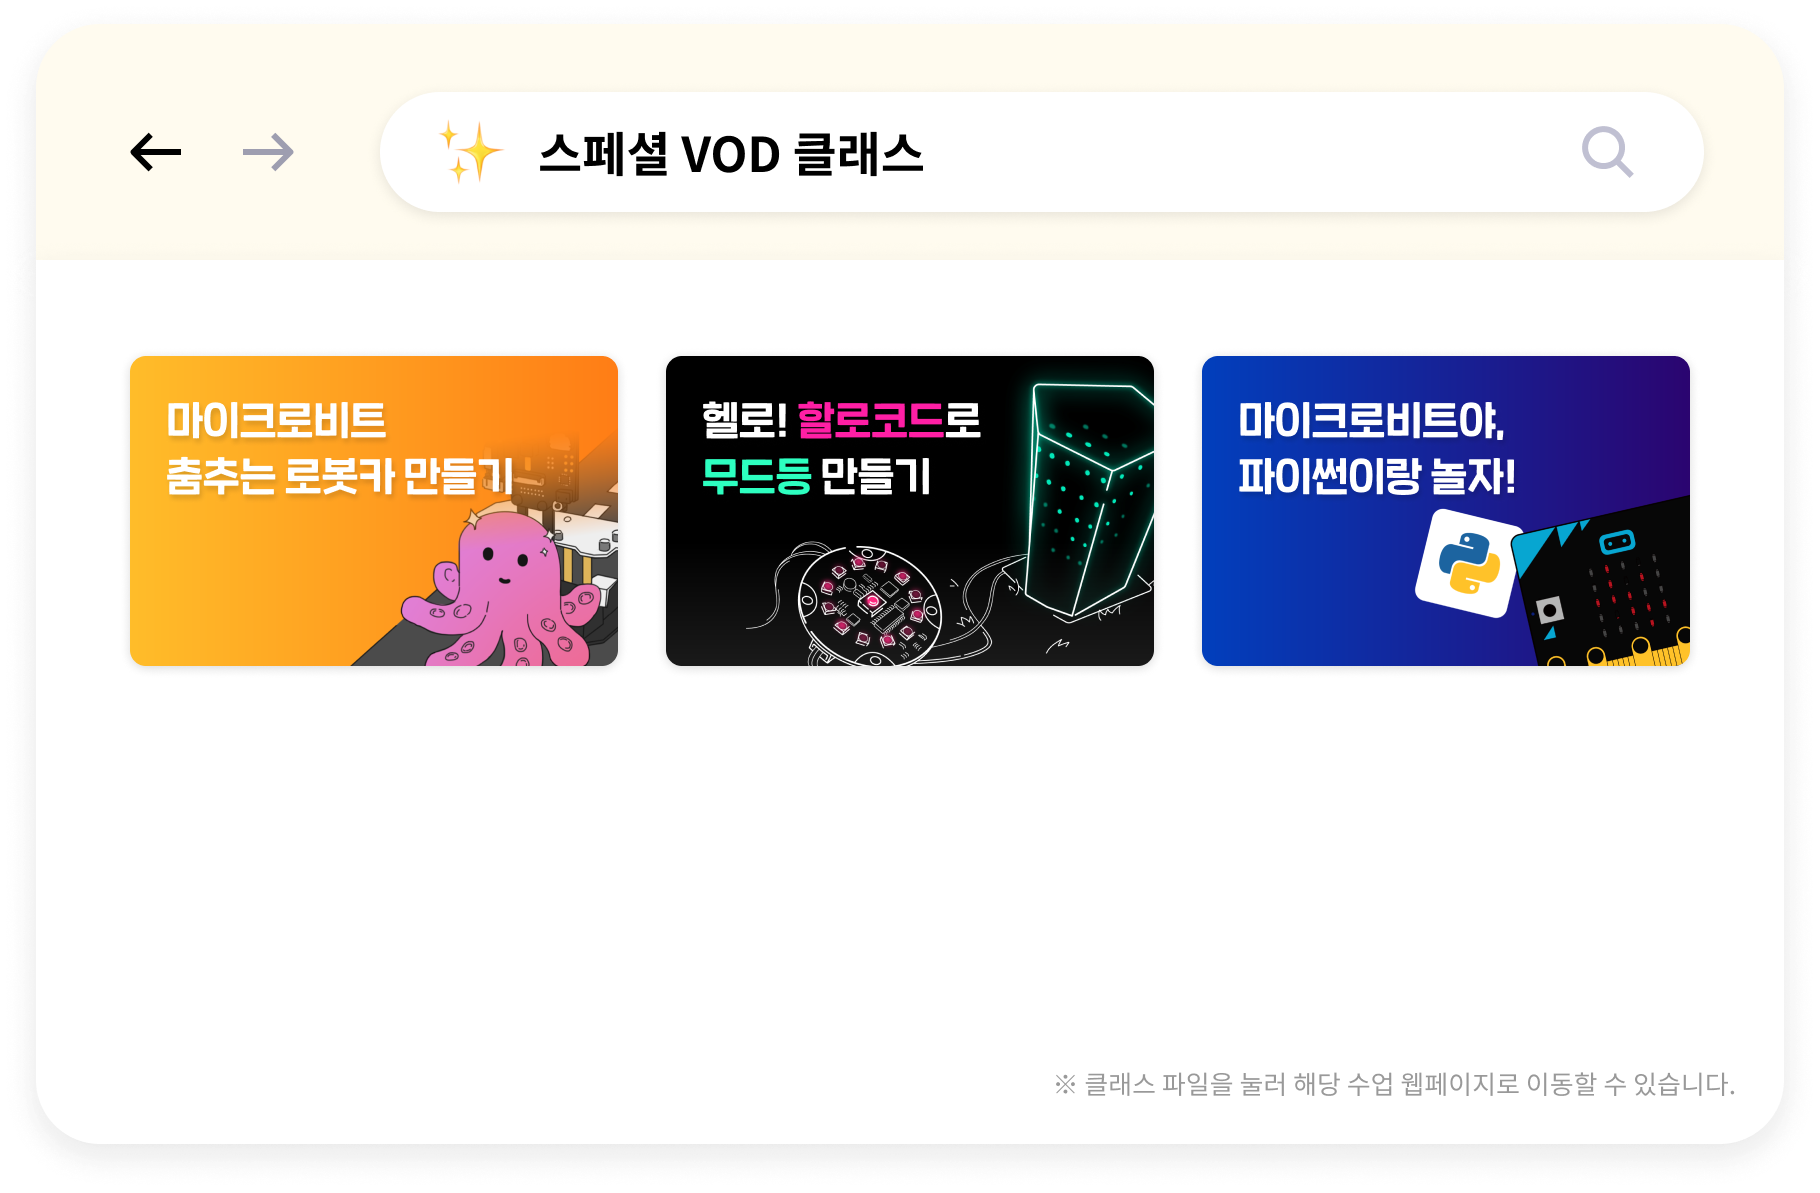 ✨ 스페셜 VOD 클래스
마이크로비트
춤추는 로봇카 만들기
헬로! 할로코드로
무드등 만들기
마이크로비트야,
파이썬이랑 놀자!
※ 클래스 파일을 눌러 해당 수업 웹페이지로 이동할 수 있습니다.